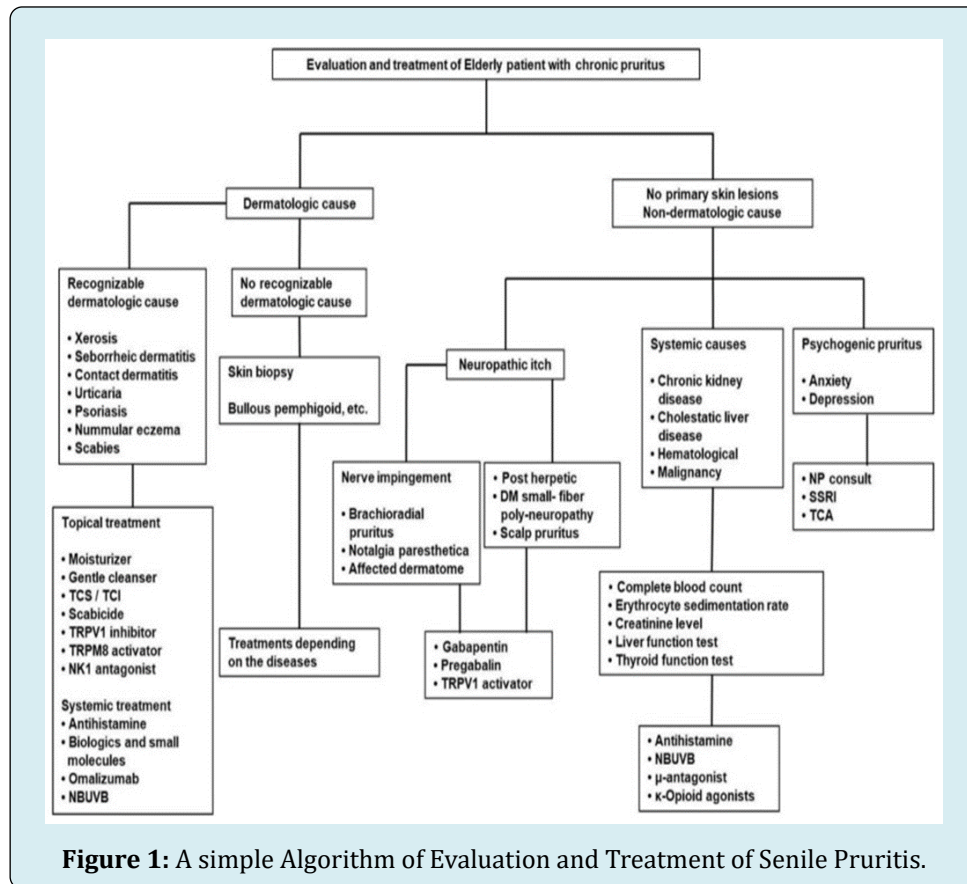 Evaluation and treatment of Elderly patient with chronic pruritus
Dermatologic cause
No primary skin lesions
Non-dermatologic cause
Recognizable
dermatologic cause
• Xerosis
• Seborrheic dermatitis
• Contact dermatitis
• Urticaria
• Psoriasis
• Nummular eczema
• Scabies
No recognizable
dermatologic cause
Skin biopsy
Bullous pemphigoid, etc.
Neuropathic itch
Systemic causes
• Chronic kidney
disease
• Cholestatic liver
disease
• Hematological
• Malignancy
Psychogenic pruritus
• Anxiety
• Depression
Nerve impingement
• Brachioradial
pruritus
• Notalgia paresthetica
• Affected dermatome
• Post herpetic
• DM small- fiber
poly-neuropathy
• Scalp pruritus
• NP consult
• SSRI
• TCA
Topical treatment
• Moisturizer
• Gentle cleanser
• TCS / TCI
• Scabicide
• TRPV1 inhibitor
• TRPM8 activator
• NK1 antagonist
Systemic treatment
• Antihistamine
• Biologics and small
molecules
• Omalizumab
• NBUVB
Treatments depending
on the diseases
• Gabapentin
• Pregabalin
• TRPV1 activator
• Complete blood count
• Erythrocyte sedimentation rate
• Creatinine level
• Liver function test
• Thyroid function test
• Antihistamine
• NBUVB
• µ-antagonist
• κ-Opioid agonists
Figure 1: A simple Algorithm of Evaluation and Treatment of Senile Pruritis.